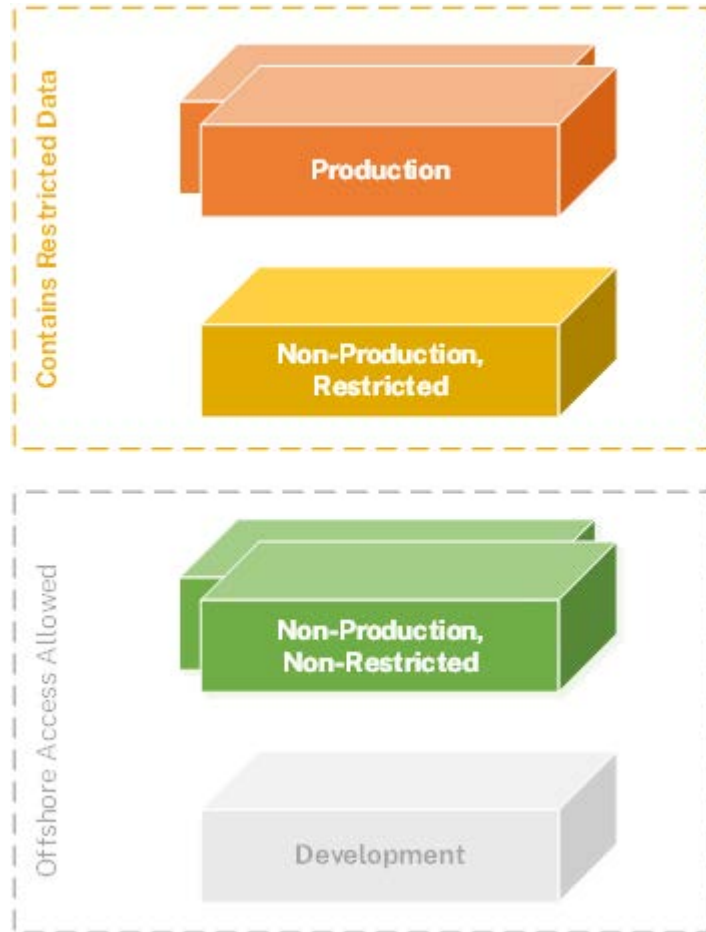 Contains Restricted Data
Production
Non-Production,
Restricted
Offshore Access Allowed
Non-Production,
Non-Restricted
Development